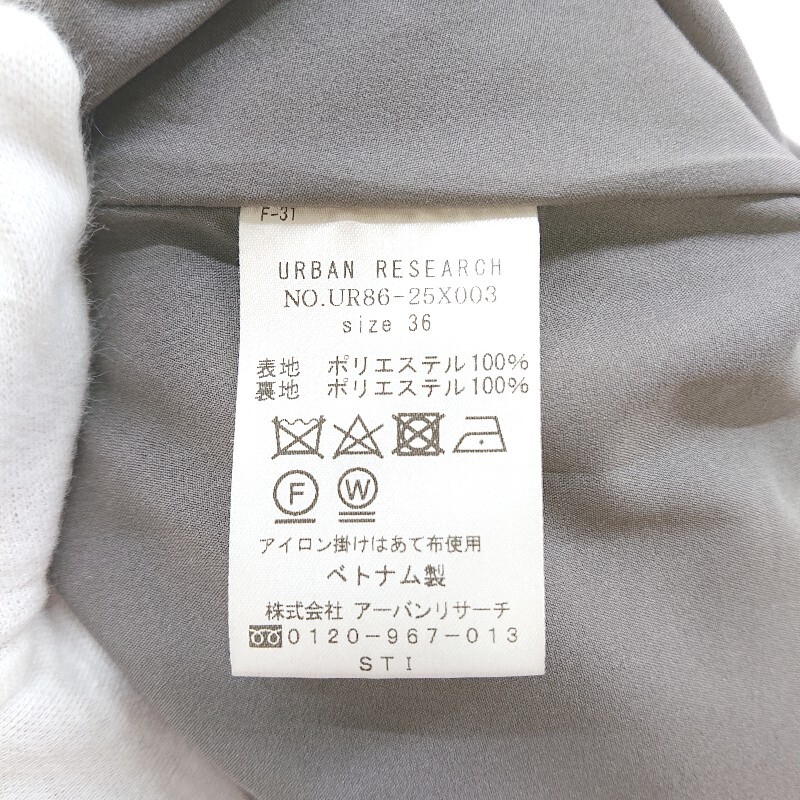 F-31
URBAN RESEARCH
NO.UR86-25X003
size 36
表地 ポリエステル100%
裏地 ポリエステル100%
F W
アイロン掛けはあて布使用
ベトナム製
株式会社 アーバンリサーチ
0120-967-013
STI